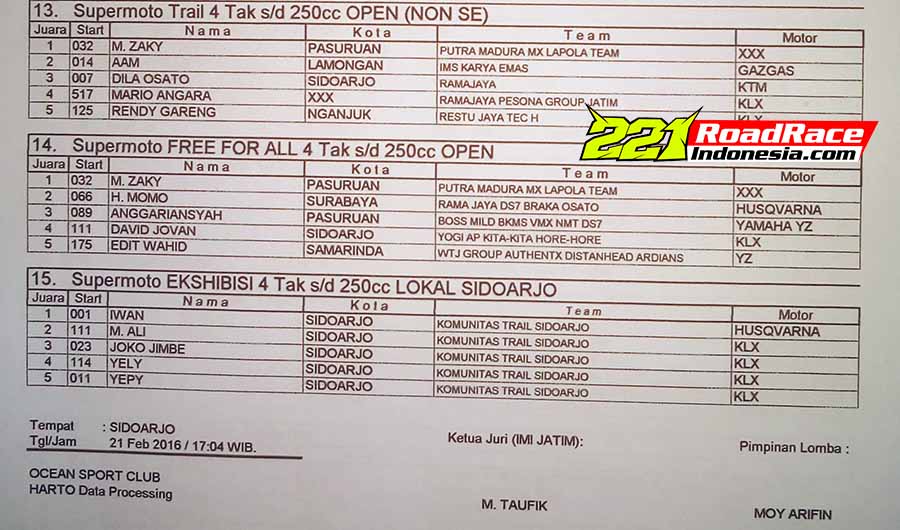 13. Supermoto Trail 4 Tak s/d 250cc OPEN (NON SE)
Juara Start Nama Kota Team Motor
1 032 M. ZAKY PASURUAN PUTRA MADURA MX LAPOLA TEAM XXX
2 014 AAM LAMONGAN IMS KARYA EMAS GAZGAS
3 007 DILA OSATO SIDOARJO RAMAJAYA KTM
4 517 MARIO ANGARA XXX RAMAJAYA PESONA GROUP JATIM KLX
5 125 RENDY GARENG NGANJUK RESTU JAYA TEC H KLX
221 RoadRace
Indonesia.com
14. Supermoto FREE FOR ALL 4 Tak s/d 250cc OPEN
Juara Start Nama Kota Team Motor
1 032 M. ZAKY PASURUAN PUTRA MADURA MX LAPOLA TEAM XXX
2 066 H. MOMO SURABAYA RAMA JAYA DS7 BRAKA OSATO HUSQVARNA
3 089 ANGGARIANSYAH PASURUAN BOSS MILD BKMS VMX NMT DS7 YAMAHA YZ
4 111 DAVID JOVAN SIDOARJO YOGI AP KITA-KITA HORE-HORE KLX
5 175 EDIT WAHID SAMARINDA WTJ GROUP AUTHENTX DISTANHEAD ARDIANS YZ
15. Supermoto EKSHIBISI 4 Tak s/d 250cc LOKAL SIDOARJO
Juara Start Nama Kota Team Motor
1 001 IWAN SIDOARJO KOMUNITAS TRAIL SIDOARJO HUSQVARNA
2 111 M. ALI SIDOARJO KOMUNITAS TRAIL SIDOARJO KLX
3 023 JOKO JIMBE SIDOARJO KOMUNITAS TRAIL SIDOARJO KLX
4 114 YELY SIDOARJO KOMUNITAS TRAIL SIDOARJO KLX
5 011 YEPY SIDOARJO KOMUNITAS TRAIL SIDOARJO KLX
Tempat : SIDOARJO
Tgl/Jam 21 Feb 2016 / 17:04 WIB.
Ketua Juri (IMI JATIM):
Pimpinan Lomba :
OCEAN SPORT CLUB
HARTO Data Processing
M. TAUFIK
MOY ARIFIN